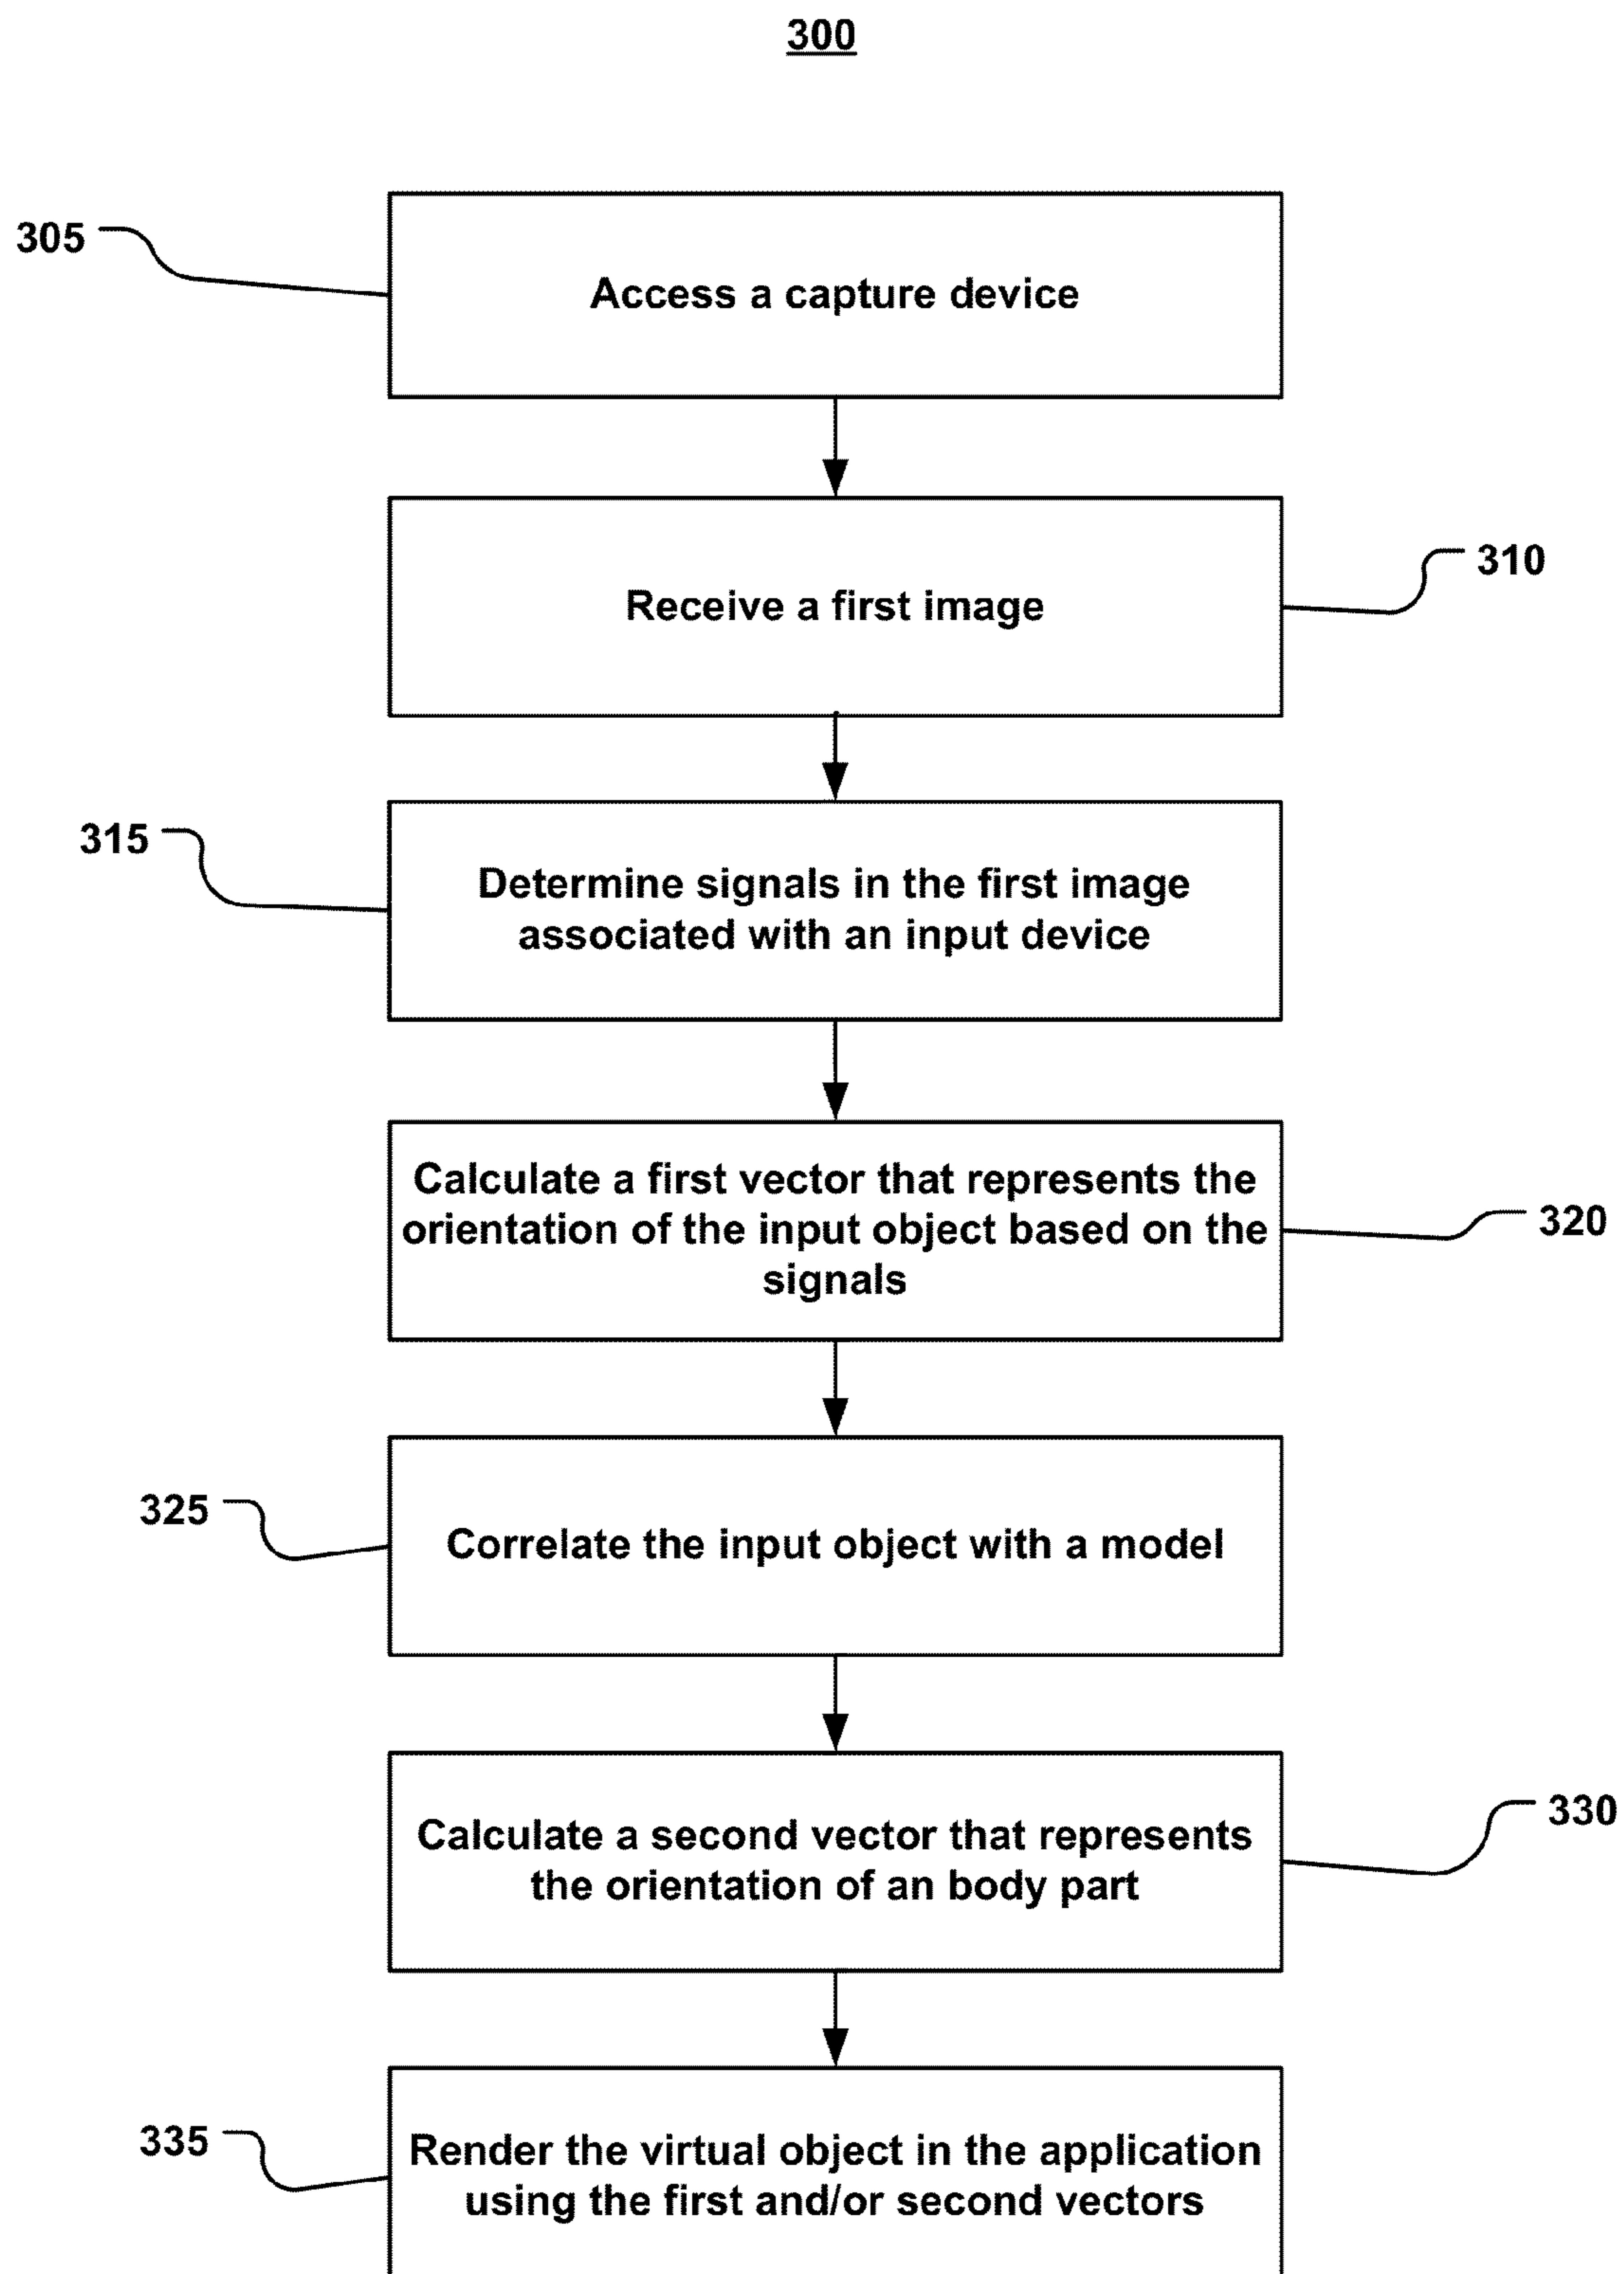 300
305
Access a capture device
310
Receive a first image
315
Determine signals in the first image
associated with an input device
320
Calculate a first vector that represents the
orientation of the input object based on the
signals
325
Correlate the input object with a model
330
Calculate a second vector that represents
the orientation of an body part
335
Render the virtual object in the application
using the first and/or second vectors